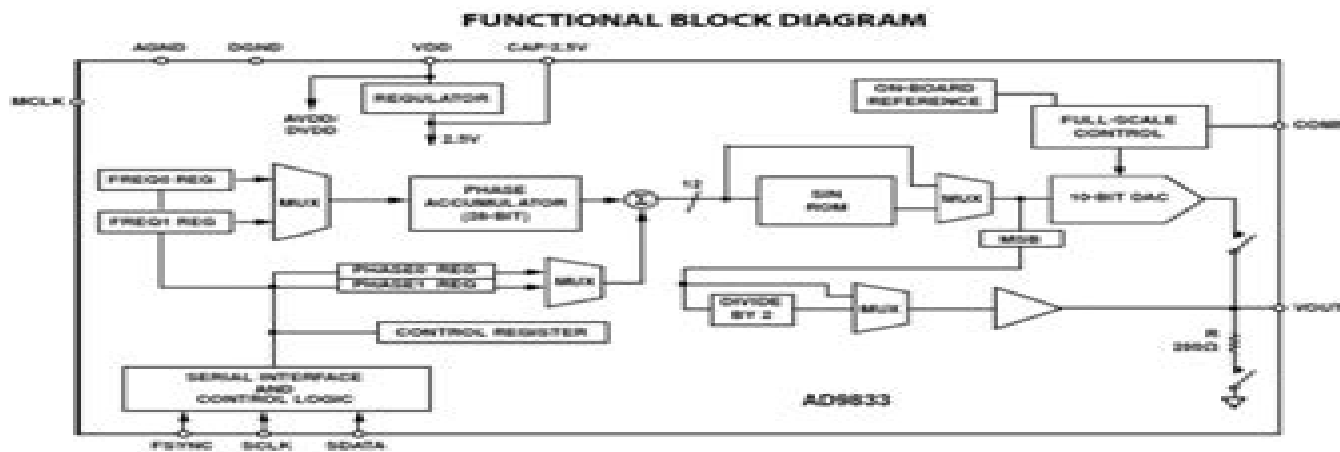 FUNCTIONAL BLOCK DIAGRAM
AGND
DGND
VDD
CAP/2.5V
MCLK
REGULATOR
AVDD/
DVDD
2.5V
ON-BOARD
REFERENCE
FULL-SCALE
CONTROL
COMP
FREQ0 REG
FREQ1 REG
MUX
PHASE
ACCUMULATOR
(28-BIT)
Σ
12
SIN
ROM
MUX
10-BIT DAC
MSB
PHASE0 REG
PHASE1 REG
MUX
DIVIDE
BY 2
MUX
VOUT
CONTROL REGISTER
R
200Ω
SERIAL INTERFACE
AND
CONTROL LOGIC
AD9833
FSYNC
SCLK
SDATA